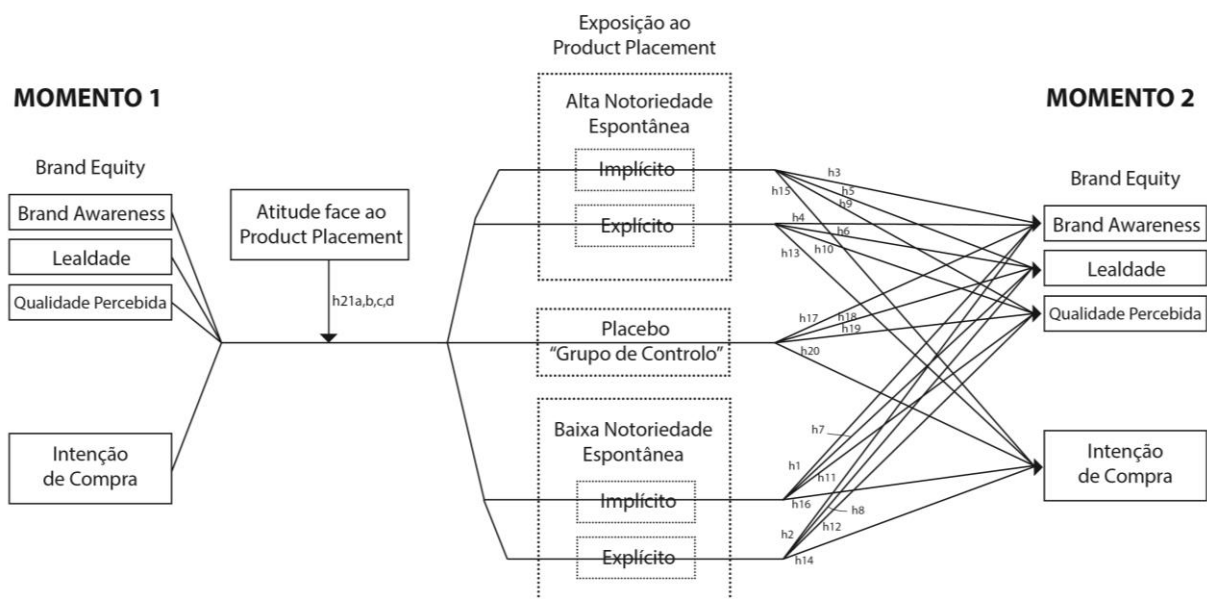 MOMENTO 1
Brand Equity
Brand Awareness
Lealdade
Qualidade Percebida
Intenção
de Compra
Atitude face ao
Product Placement
h21a,b,c,d
Exposição ao
Product Placement
Alta Notoriedade
Espontânea
Implícito
Explícito
Placebo
“Grupo de Controlo”
Baixa Notoriedade
Espontânea
Implícito
Explícito
h3
h15
h5
h9
h4
h6
h13
h10
h17
h18
h19
h20
h7
h1
h11
h16
h8
h2
h12
h14
MOMENTO 2
Brand Equity
Brand Awareness
Lealdade
Qualidade Percebida
Intenção
de Compra